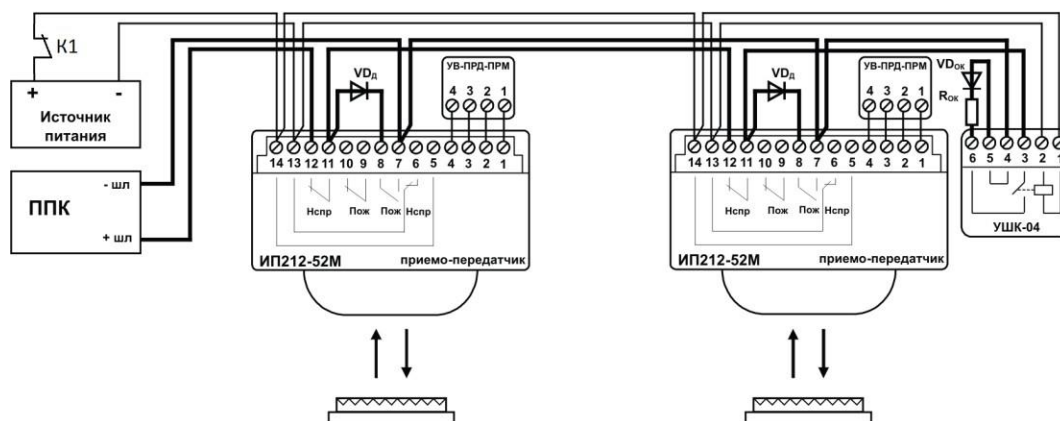 К1
+ -
Источник
питания
ППК
- шл
+ шл
VDд
УВ-ПРД-ПРМ
4 3 2 1
14 13 12 11 10 9 8 7 6 5 4 3 2 1
Нспр Пож Пож Нспр
ИП212-52М приемо-передатчик
VDд
УВ-ПРД-ПРМ
4 3 2 1
14 13 12 11 10 9 8 7 6 5 4 3 2 1
Нспр Пож Пож Нспр
ИП212-52М приемо-передатчик
VDок
Rок
6 5 4 3 2 1
УШК-04